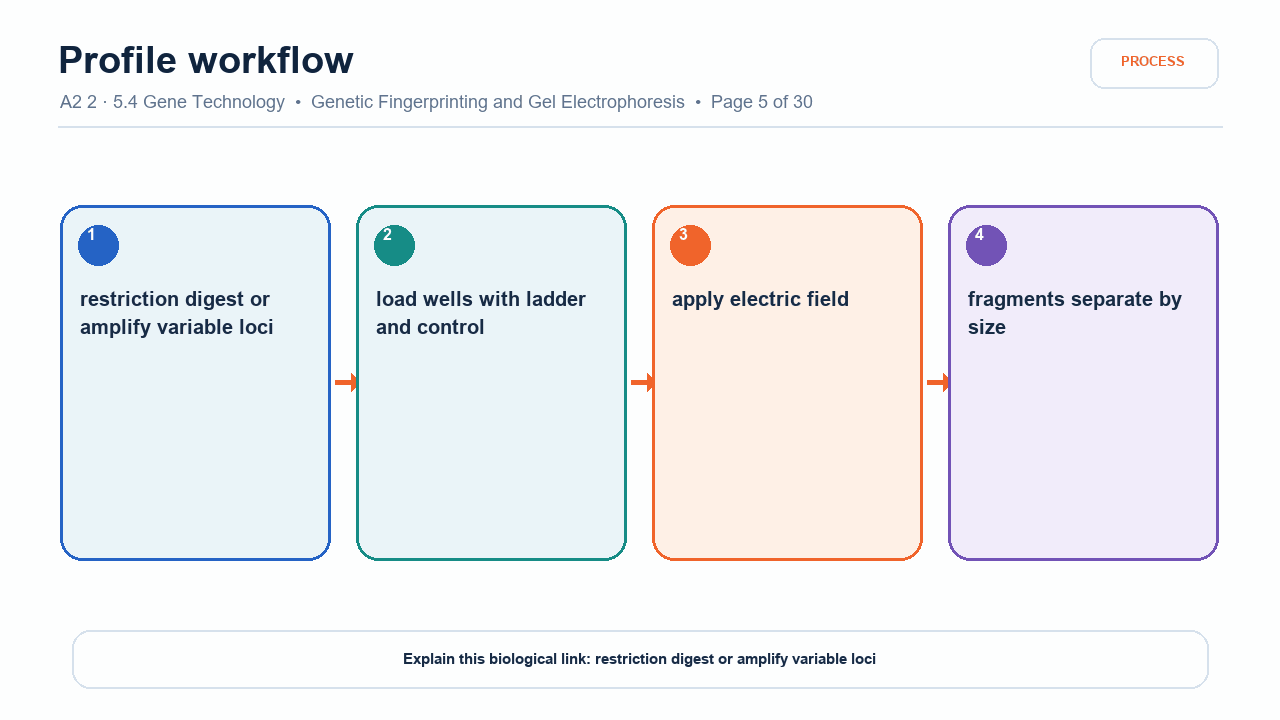 Profile workflow
PROCESS
A2 2 · 5.4 Gene Technology • Genetic Fingerprinting and Gel Electrophoresis • Page 5 of 30
1
restriction digest or
amplify variable loci
2
load wells with ladder
and control
3
apply electric field
4
fragments separate by
size
Explain this biological link: restriction digest or amplify variable loci